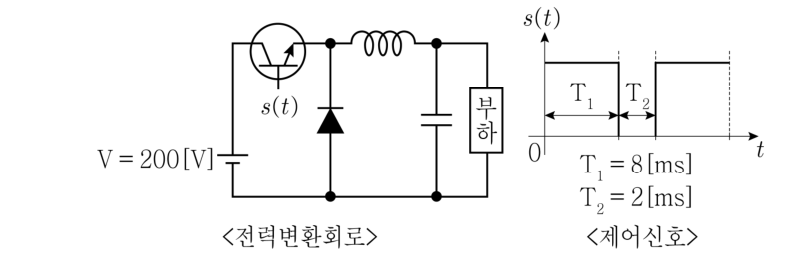 s(t)
V = 200[V]
부하
<전력변환회로>
s(t)
T₁
T₂
0
t
T₁ = 8[ms]
T₂ = 2[ms]
<제어신호>